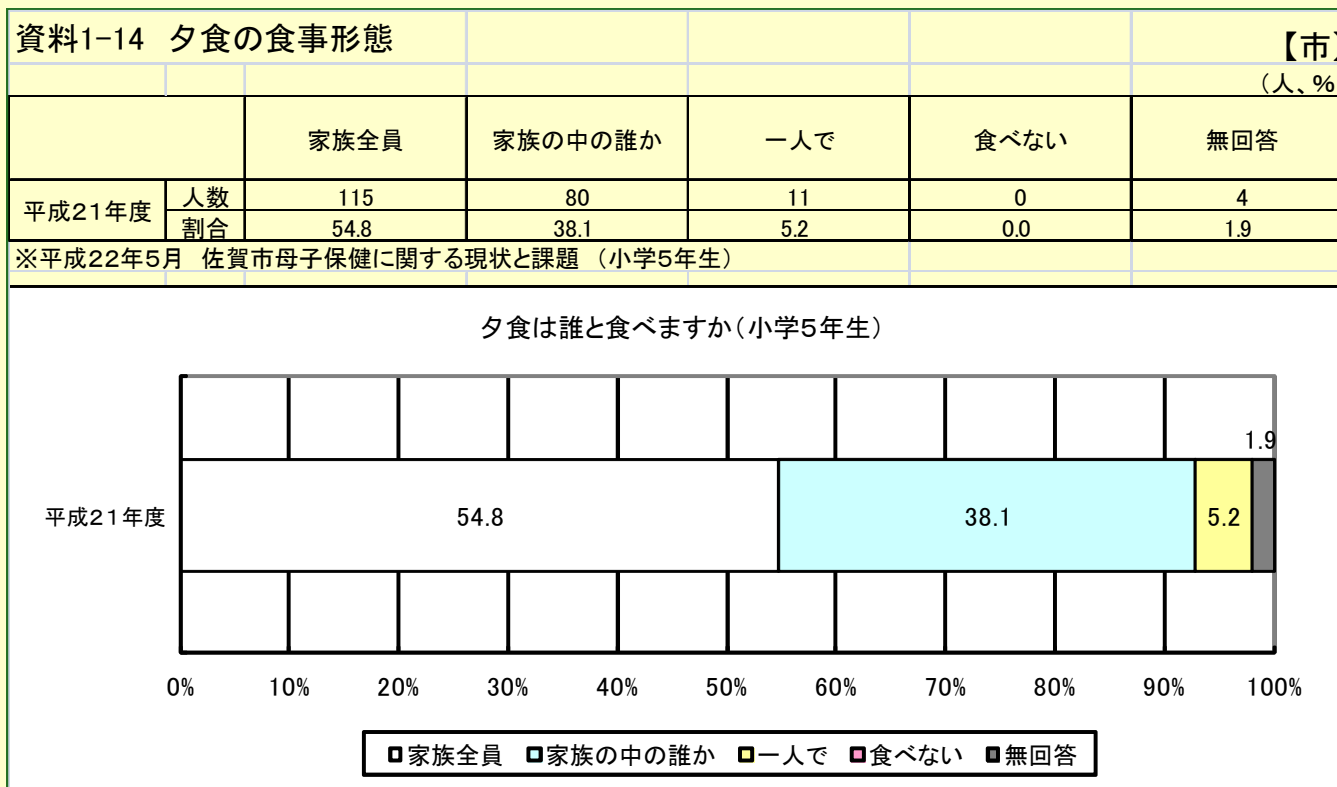 資料1-14 夕食の食事形態 【市】
(人、%
家族全員 家族の中の誰か 一人で 食べない 無回答
平成21年度 人数 115 80 11 0 4
割合 54.8 38.1 5.2 0.0 1.9
※平成22年5月 佐賀市母子保健に関する現状と課題 (小学5年生)
夕食は誰と食べますか(小学5年生)
1.9
平成21年度 54.8 38.1 5.2
0% 10% 20% 30% 40% 50% 60% 70% 80% 90% 100%
家族全員 家族の中の誰か 一人で 食べない 無回答